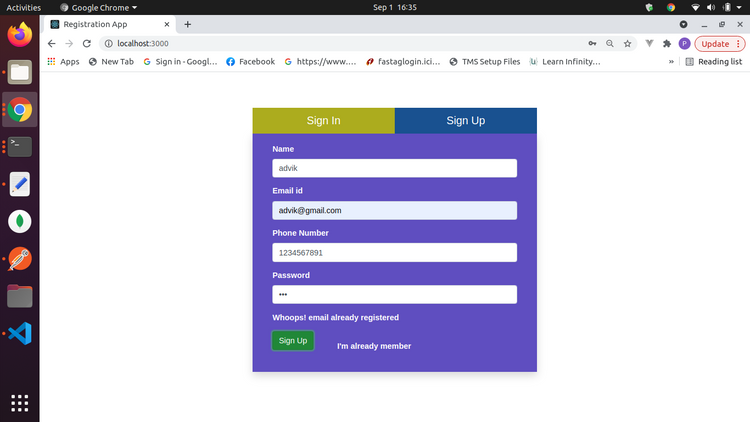 Activities Google Chrome Sep 1 16:35
Registration App
localhost:3000 P Update
Apps New Tab Sign in - Googl… Facebook https://www.… fastaglogin.ici… TMS Setup Files Learn Infinity… » Reading list
Sign In Sign Up
Name
advik
Email id
advik@gmail.com
Phone Number
1234567891
Password
•••
Whoops! email already registered
Sign Up I'm already member